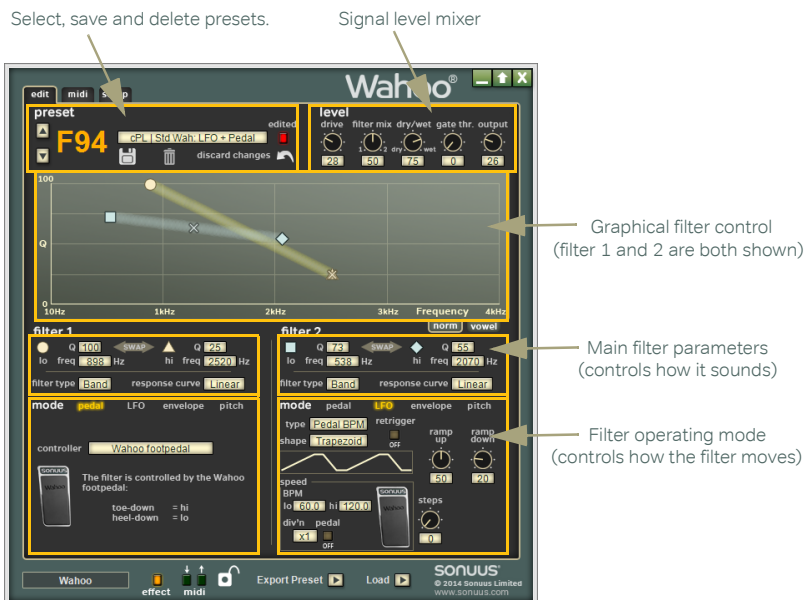 Select, save and delete presets.
Signal level mixer
Wahoo®
edit midi
preset
level
edited
drive filter mix dry/wet gate thr. output
F94
cPL | Std Wah: LFO + Pedal
1 2 dry wet
discard changes
28 50 75 0 26
100
Q
0
10Hz 1kHz 2kHz 3kHz Frequency 4kHz
Graphical filter control
(filter 1 and 2 are both shown)
norm vowel
filter 1
filter 2
Q 100 SWAP Q 25
lo freq 898 Hz hi freq 2520 Hz
filter type Band response curve Linear
Q 73 SWAP Q 55
lo freq 538 Hz hi freq 2070 Hz
filter type Band response curve Linear
Main filter parameters
(controls how it sounds)
mode pedal LFO envelope pitch
controller Wahoo footpedal
sonuus
Wahoo
The filter is controlled by the Wahoo
footpedal:
toe-down = hi
heel-down = lo
mode pedal LFO envelope pitch
type Pedal BPM retrigger
shape Trapezoid OFF
ramp up
ramp down
50 20
speed
BPM
lo 60.0 hi 120.0
div'n pedal
x1 OFF
sonuus
Wahoo
steps
0
Filter operating mode
(controls how the filter moves)
Wahoo
effect midi
Export Preset Load
sonuus®
© 2014 Sonuus Limited
www.sonuus.com